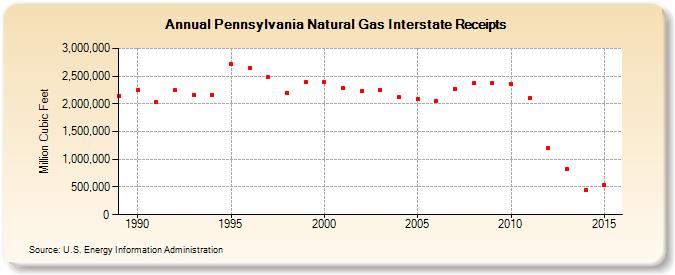 Annual Pennsylvania Natural Gas Interstate Receipts
Million Cubic Feet
3,000,000
2,500,000
2,000,000
1,500,000
1,000,000
500,000
0
1990 1995 2000 2005 2010 2015
Source: U.S. Energy Information Administration